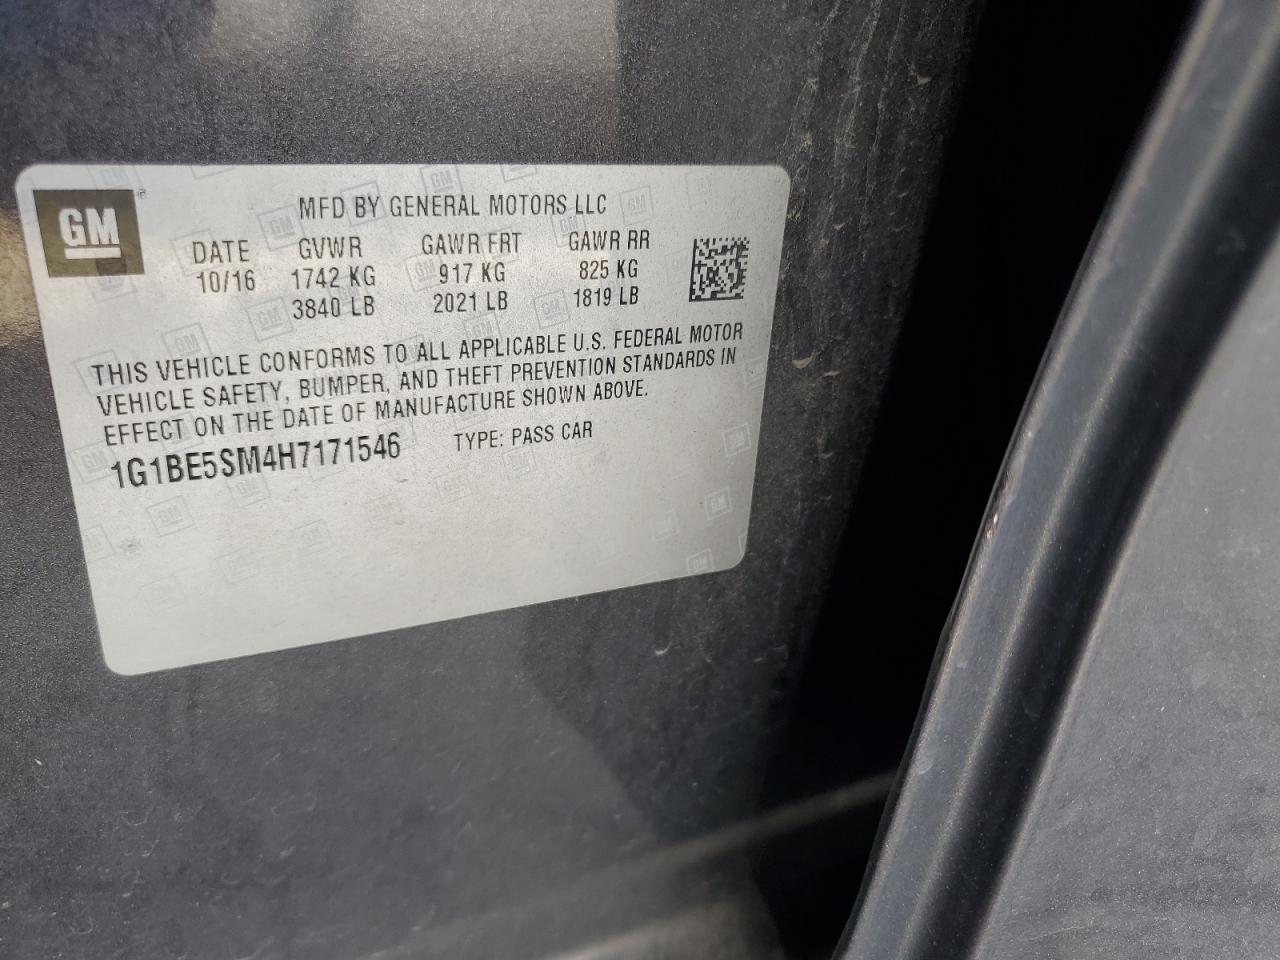 GM
MFD BY GENERAL MOTORS LLC
DATE GVWR GAWR FRT GAWR RR
10/16 1742 KG 917 KG 825 KG
3840 LB 2021 LB 1819 LB
THIS VEHICLE CONFORMS TO ALL APPLICABLE U.S. FEDERAL MOTOR
VEHICLE SAFETY, BUMPER, AND THEFT PREVENTION STANDARDS IN
EFFECT ON THE DATE OF MANUFACTURE SHOWN ABOVE.
1G1BE5SM4H7171546 TYPE: PASS CAR